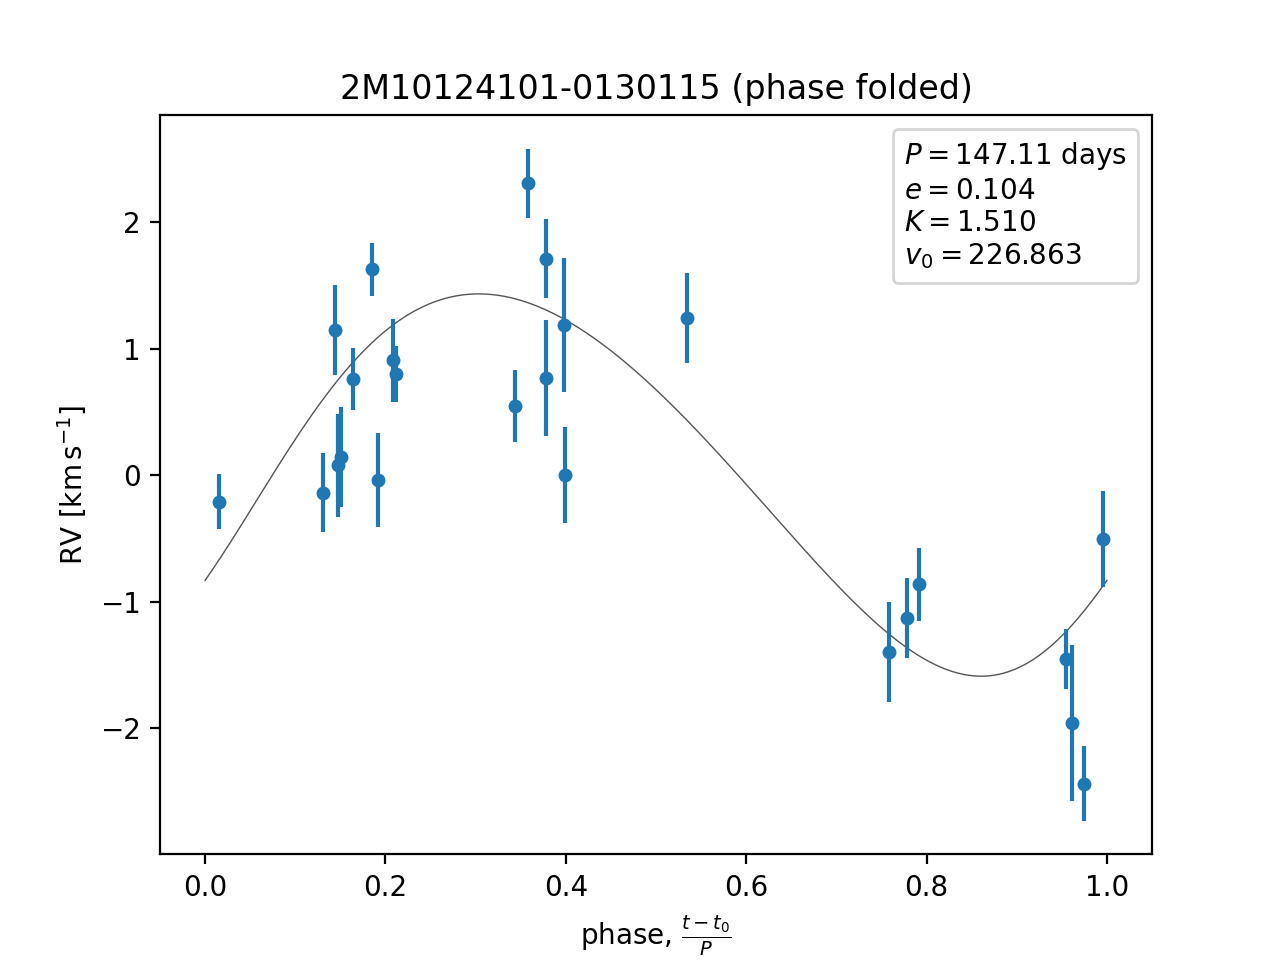 2M10124101-0130115 (phase folded)
P = 147.11 days
e = 0.104
K = 1.510
v₀ = 226.863
RV [km s⁻¹]
2
1
0
−1
−2
0.0 0.2 0.4 0.6 0.8 1.0
phase, (t − t₀)/P